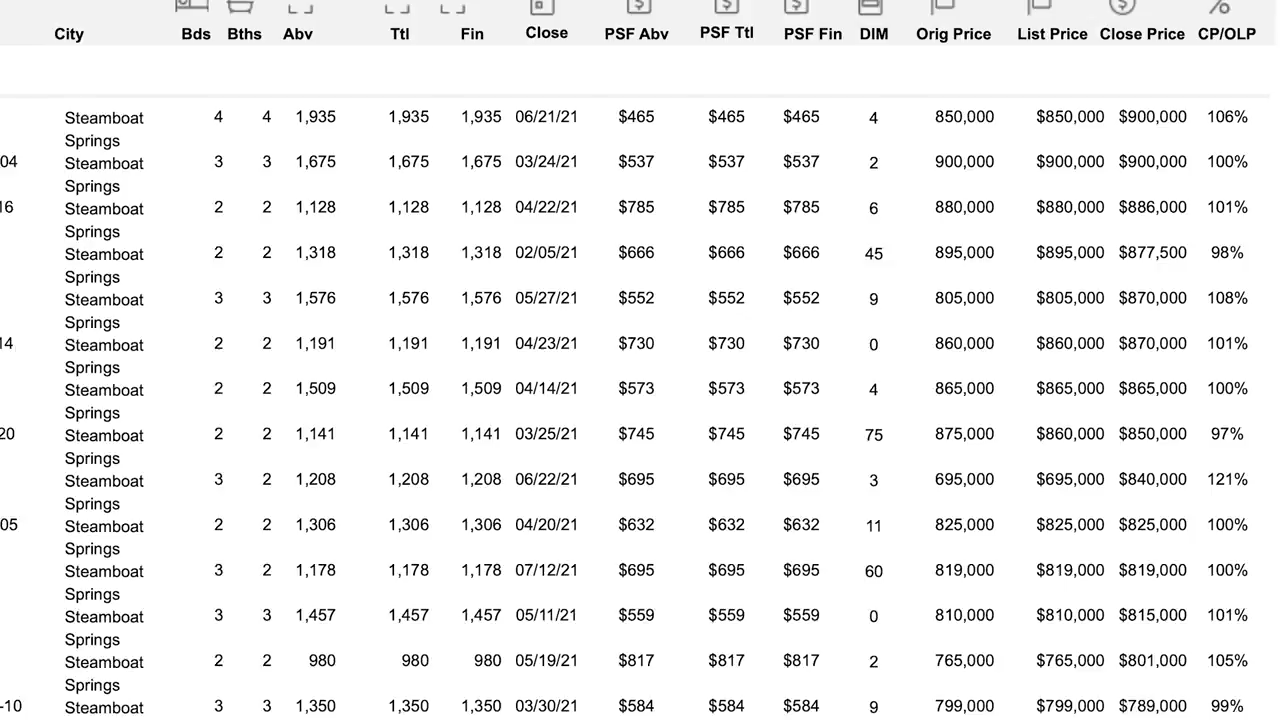 City Bds Bths Abv Ttl Fin Close PSF Abv PSF Ttl PSF Fin DIM Orig Price List Price Close Price CP/OLP
Steamboat 4 4 1,935 1,935 1,935 06/21/21 $465 $465 $465 4 850,000 $850,000 $900,000 106%
Springs
04 Steamboat 3 3 1,675 1,675 1,675 03/24/21 $537 $537 $537 2 900,000 $900,000 $900,000 100%
Springs
16 Steamboat 2 2 1,128 1,128 1,128 04/22/21 $785 $785 $785 6 880,000 $880,000 $886,000 101%
Springs
Steamboat 2 2 1,318 1,318 1,318 02/05/21 $666 $666 $666 45 895,000 $895,000 $877,500 98%
Springs
Steamboat 3 3 1,576 1,576 1,576 05/27/21 $552 $552 $552 9 805,000 $805,000 $870,000 108%
Springs
14 Steamboat 2 2 1,191 1,191 1,191 04/23/21 $730 $730 $730 0 860,000 $860,000 $870,000 101%
Springs
Steamboat 2 2 1,509 1,509 1,509 04/14/21 $573 $573 $573 4 865,000 $865,000 $865,000 100%
Springs
20 Steamboat 2 2 1,141 1,141 1,141 03/25/21 $745 $745 $745 75 875,000 $860,000 $850,000 97%
Springs
Steamboat 3 2 1,208 1,208 1,208 06/22/21 $695 $695 $695 3 695,000 $695,000 $840,000 121%
Springs
05 Steamboat 2 2 1,306 1,306 1,306 04/20/21 $632 $632 $632 11 825,000 $825,000 $825,000 100%
Springs
Steamboat 3 2 1,178 1,178 1,178 07/12/21 $695 $695 $695 60 819,000 $819,000 $819,000 100%
Springs
Steamboat 3 3 1,457 1,457 1,457 05/11/21 $559 $559 $559 0 810,000 $810,000 $815,000 101%
Springs
Steamboat 2 2 980 980 980 05/19/21 $817 $817 $817 2 765,000 $765,000 $801,000 105%
Springs
-10 Steamboat 3 3 1,350 1,350 1,350 03/30/21 $584 $584 $584 9 799,000 $799,000 $789,000 99%